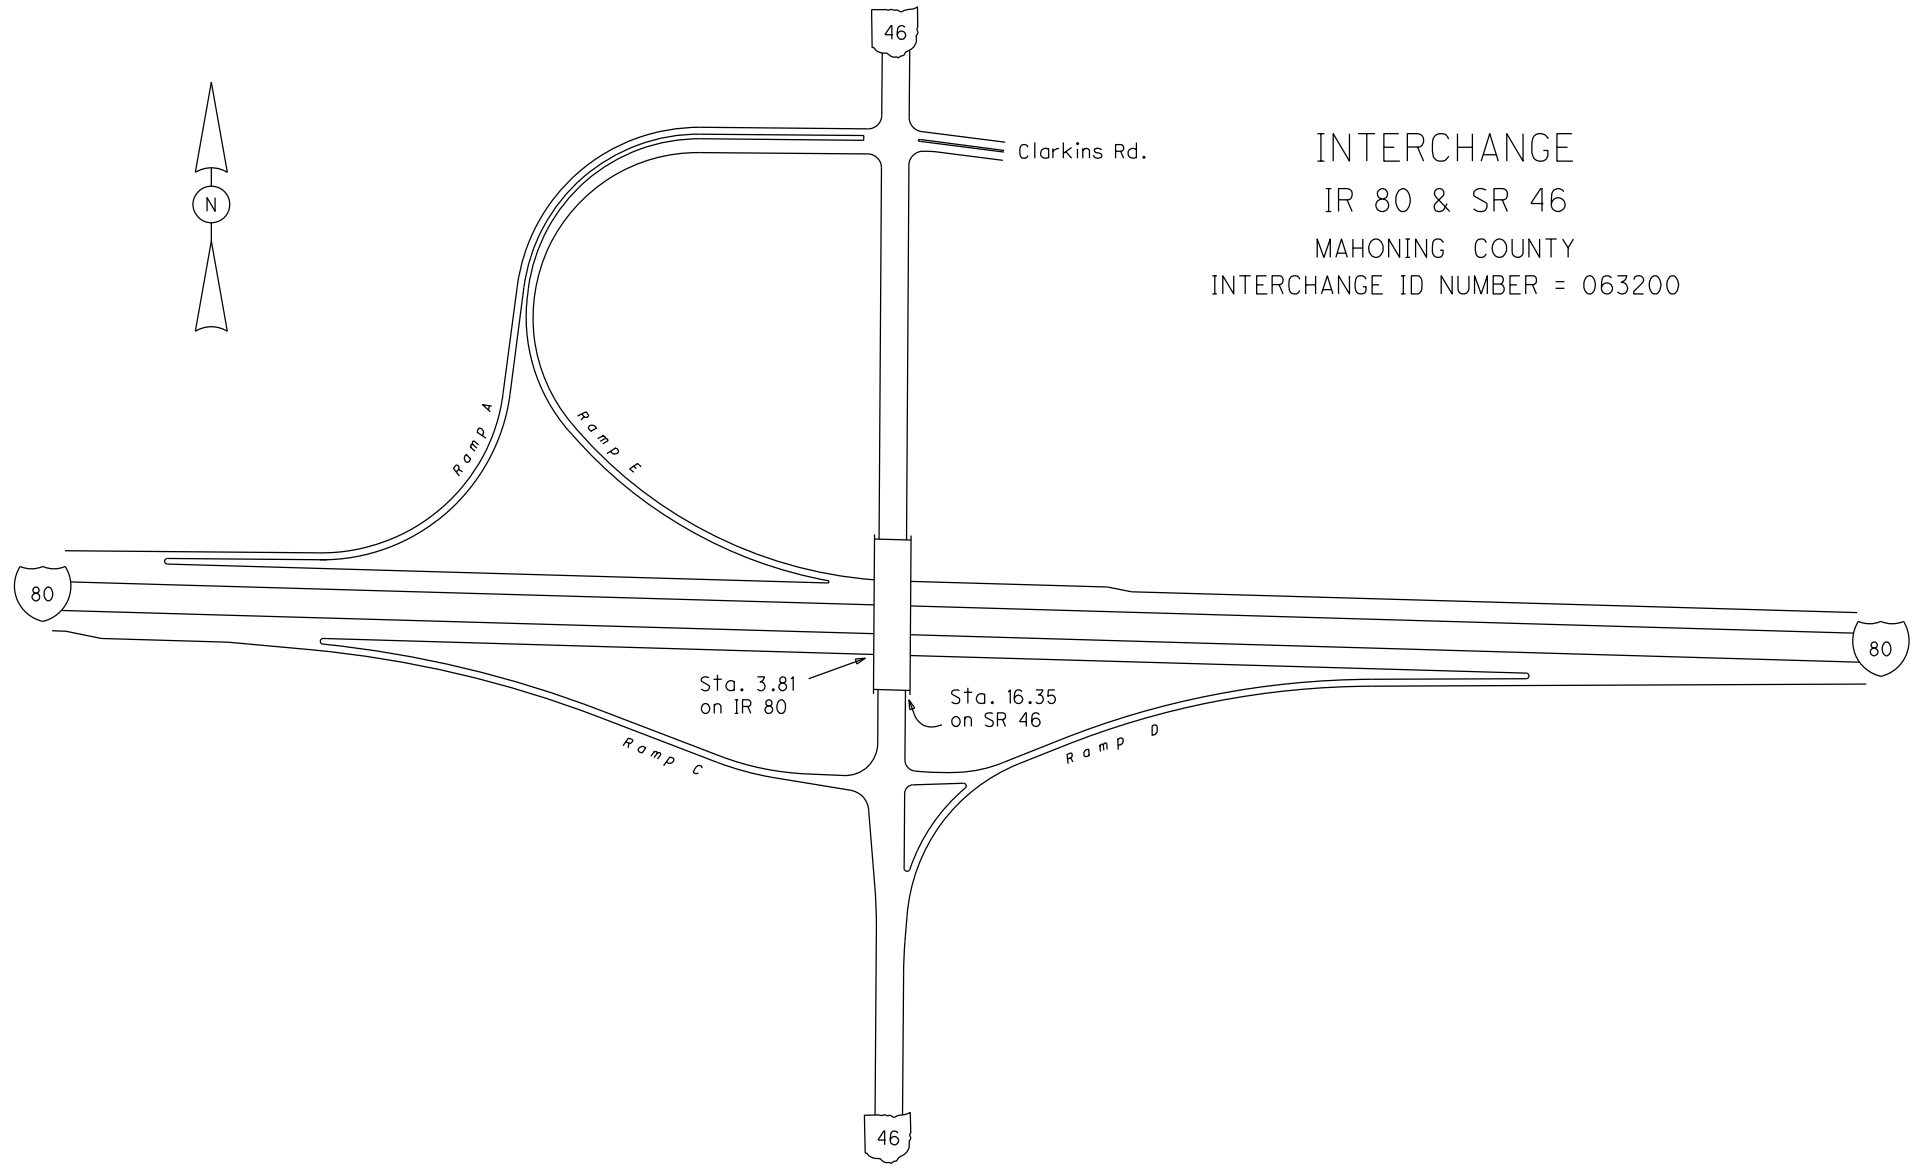 46
Clarkins Rd.
INTERCHANGE
IR 80 & SR 46
MAHONING COUNTY
INTERCHANGE ID NUMBER = 063200
N
Ramp A
Ramp E
80
80
Sta. 3.81
on IR 80
Sta. 16.35
on SR 46
Ramp C
Ramp D
46